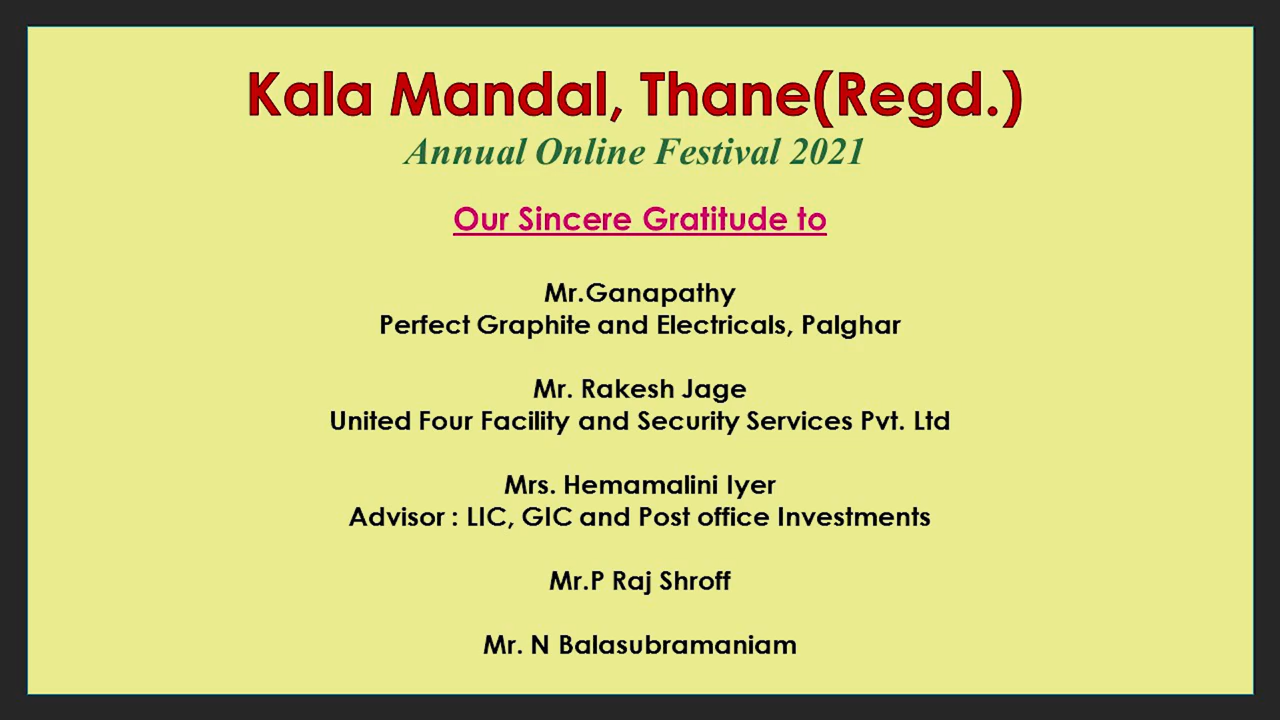 Kala Mandal, Thane(Regd.)
Annual Online Festival 2021
Our Sincere Gratitude to
Mr.Ganapathy
Perfect Graphite and Electricals, Palghar
Mr. Rakesh Jage
United Four Facility and Security Services Pvt. Ltd
Mrs. Hemamalini Iyer
Advisor : LIC, GIC and Post office Investments
Mr.P Raj Shroff
Mr. N Balasubramaniam